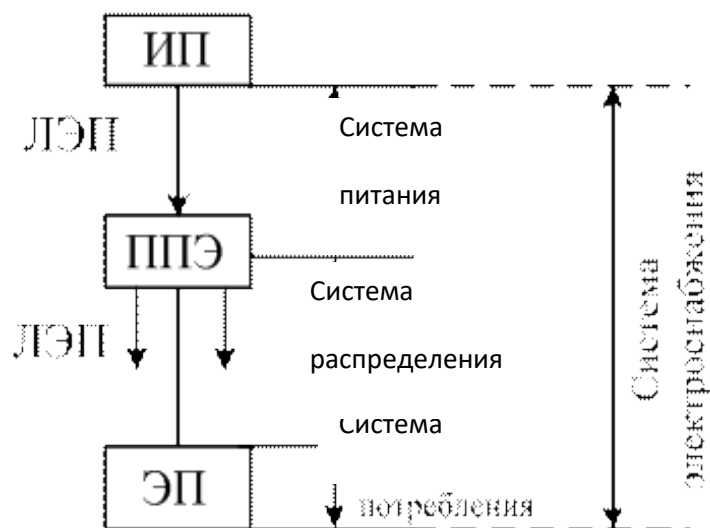 ИП
ЛЭП
Система
питания
ППЭ
Система
ЛЭП
распределения
Система
ЭП
потребления
Система
электроснабжения